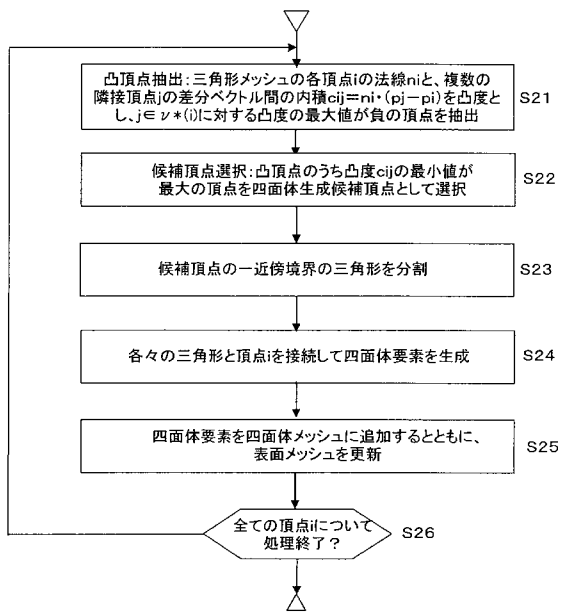 凸頂点抽出:三角形メッシュの各頂点iの法線niと、複数の
隣接頂点jの差分ベクトル間の内積cij=ni・(pj-pi)を凸度と
し、j∈ν*(i)に対する凸度の最大値が負の頂点を抽出
S21
候補頂点選択:凸頂点のうち凸度cijの最小値が
最大の頂点を四面体生成候補頂点として選択
S22
候補頂点の一近傍境界の三角形を分割
S23
各々の三角形と頂点iを接続して四面体要素を生成
S24
四面体要素を四面体メッシュに追加するとともに、
表面メッシュを更新
S25
全ての頂点iについて
処理終了?
S26